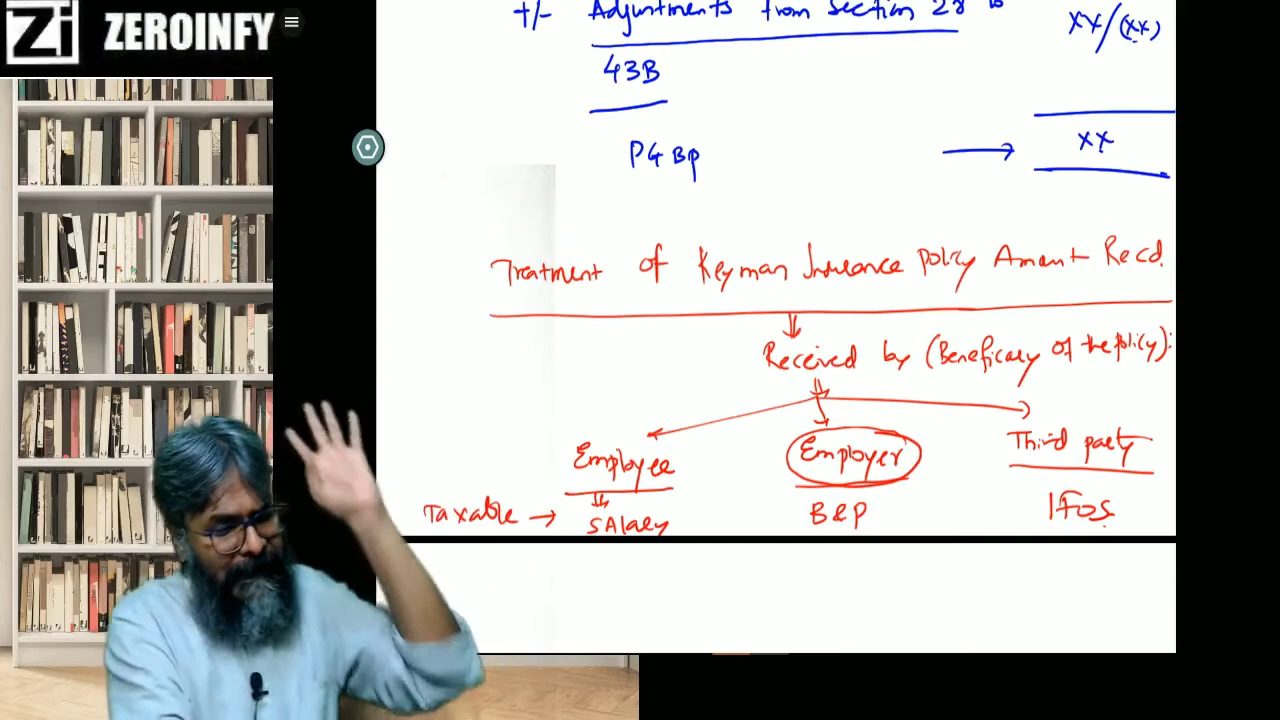 Zi ZEROINFY
+/- Adjustments from section 28 to xx/(xx)
43B
PGBP → xx
Treatment of Keyman Insurance policy Amount Recd.
Received by (Beneficary of the policy):
Employee Employer Third party
Taxable → SAlary B&P IFOS